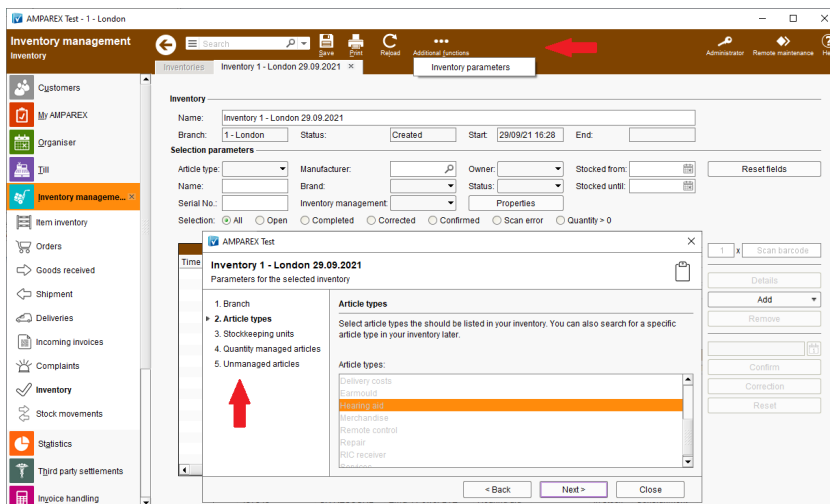 AMPAREX Test - 1 - London
Inventory management
Inventory
Search
Save
Print
Reload
Additional functions
Administrator
Remote maintenance
Inventories
Inventory 1 - London 29.09.2021 ×
Inventory parameters
Customers
My AMPAREX
Organiser
Till
Inventory manageme... ×
Item inventory
Orders
Goods received
Shipment
Deliveries
Incoming invoices
Complaints
Inventory
Stock movements
Statistics
Third party settlements
Invoice handling
Inventory
Name: Inventory 1 - London 29.09.2021
Branch: 1 - London Status: Created Start: 29/09/21 16:28 End:
Selection parameters
Article type: Manufacturer: Owner: Stocked from: Reset fields
Name: Brand: Status: Stocked until:
Serial No.: Inventory management: Properties
Selection: All Open Completed Corrected Confirmed Scan error Quantity > 0
Time
1 x Scan barcode
Details
Add
Remove
Confirm
Correction
Reset
AMPAREX Test
Inventory 1 - London 29.09.2021
Parameters for the selected inventory
1. Branch
2. Article types
3. Stockkeeping units
4. Quantity managed articles
5. Unmanaged articles
Article types
Select article types the should be listed in your inventory. You can also search for a specific
article type in your inventory later.
Article types:
Delivery costs
Earmould
Hearing aid
Merchandise
Remote control
Repair
RIC receiver
< Back
Next >
Close